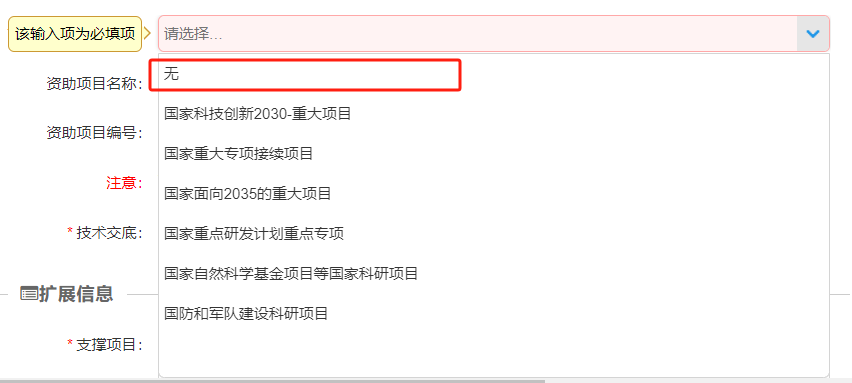 该输入项为必填项
请选择...
无
资助项目名称:
国家科技创新2030-重大项目
资助项目编号:
国家重大专项接续项目
注意:
国家面向2035的重大项目
* 技术交底:
国家重点研发计划重点专项
国家自然科学基金项目等国家科研项目
扩展信息
国防和军队建设科研项目
* 支撑项目: